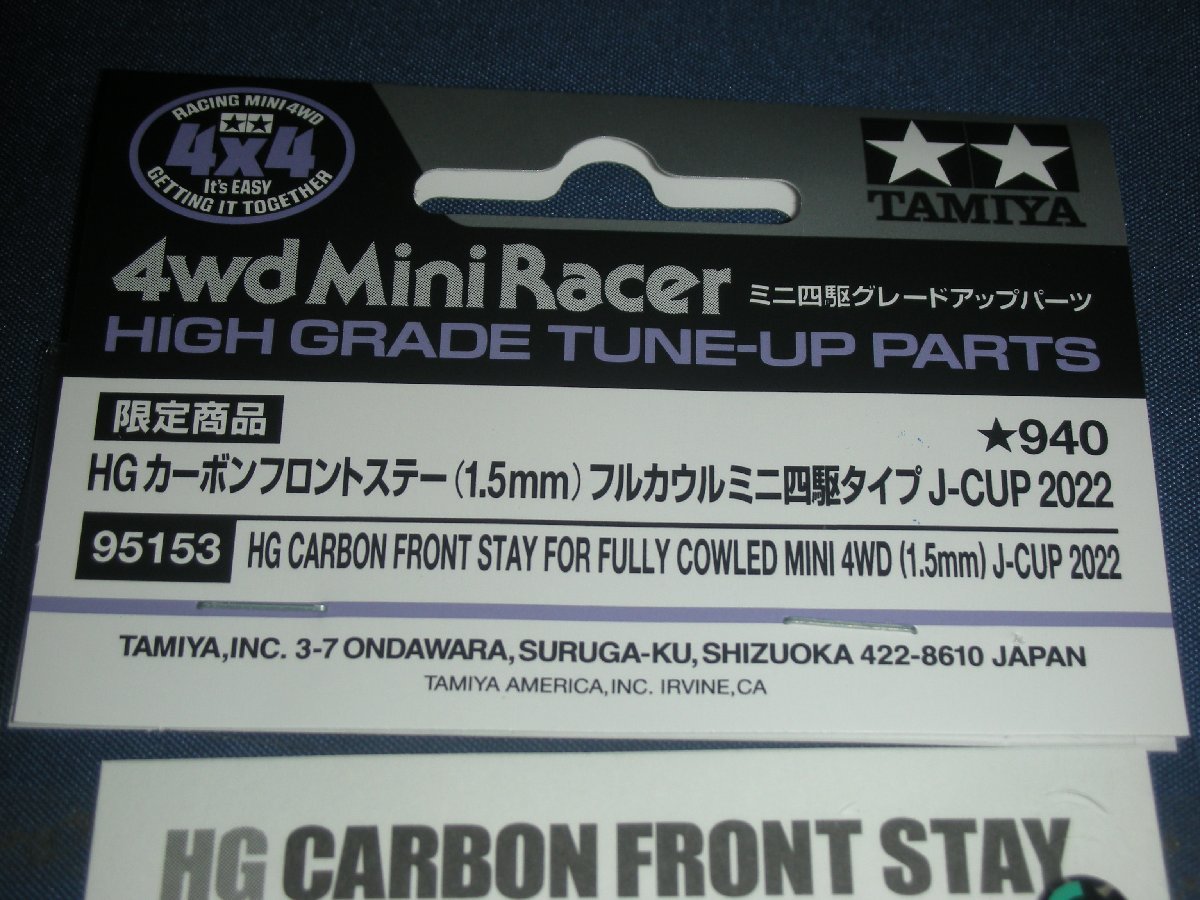 RACING MINI 4WD
4x4
It's EASY
GETTING IT TOGETHER
TAMIYA
4wd Mini Racer ミニ四駆グレードアップパーツ
HIGH GRADE TUNE-UP PARTS
限定商品
★940
HG カーボンフロントステー (1.5mm) フルカウルミニ四駆タイプ J-CUP 2022
95153 HG CARBON FRONT STAY FOR FULLY COWLED MINI 4WD (1.5mm) J-CUP 2022
TAMIYA,INC. 3-7 ONDAWARA, SURUGA-KU, SHIZUOKA 422-8610 JAPAN
TAMIYA AMERICA, INC. IRVINE, CA
HG CARBON FRONT STAY